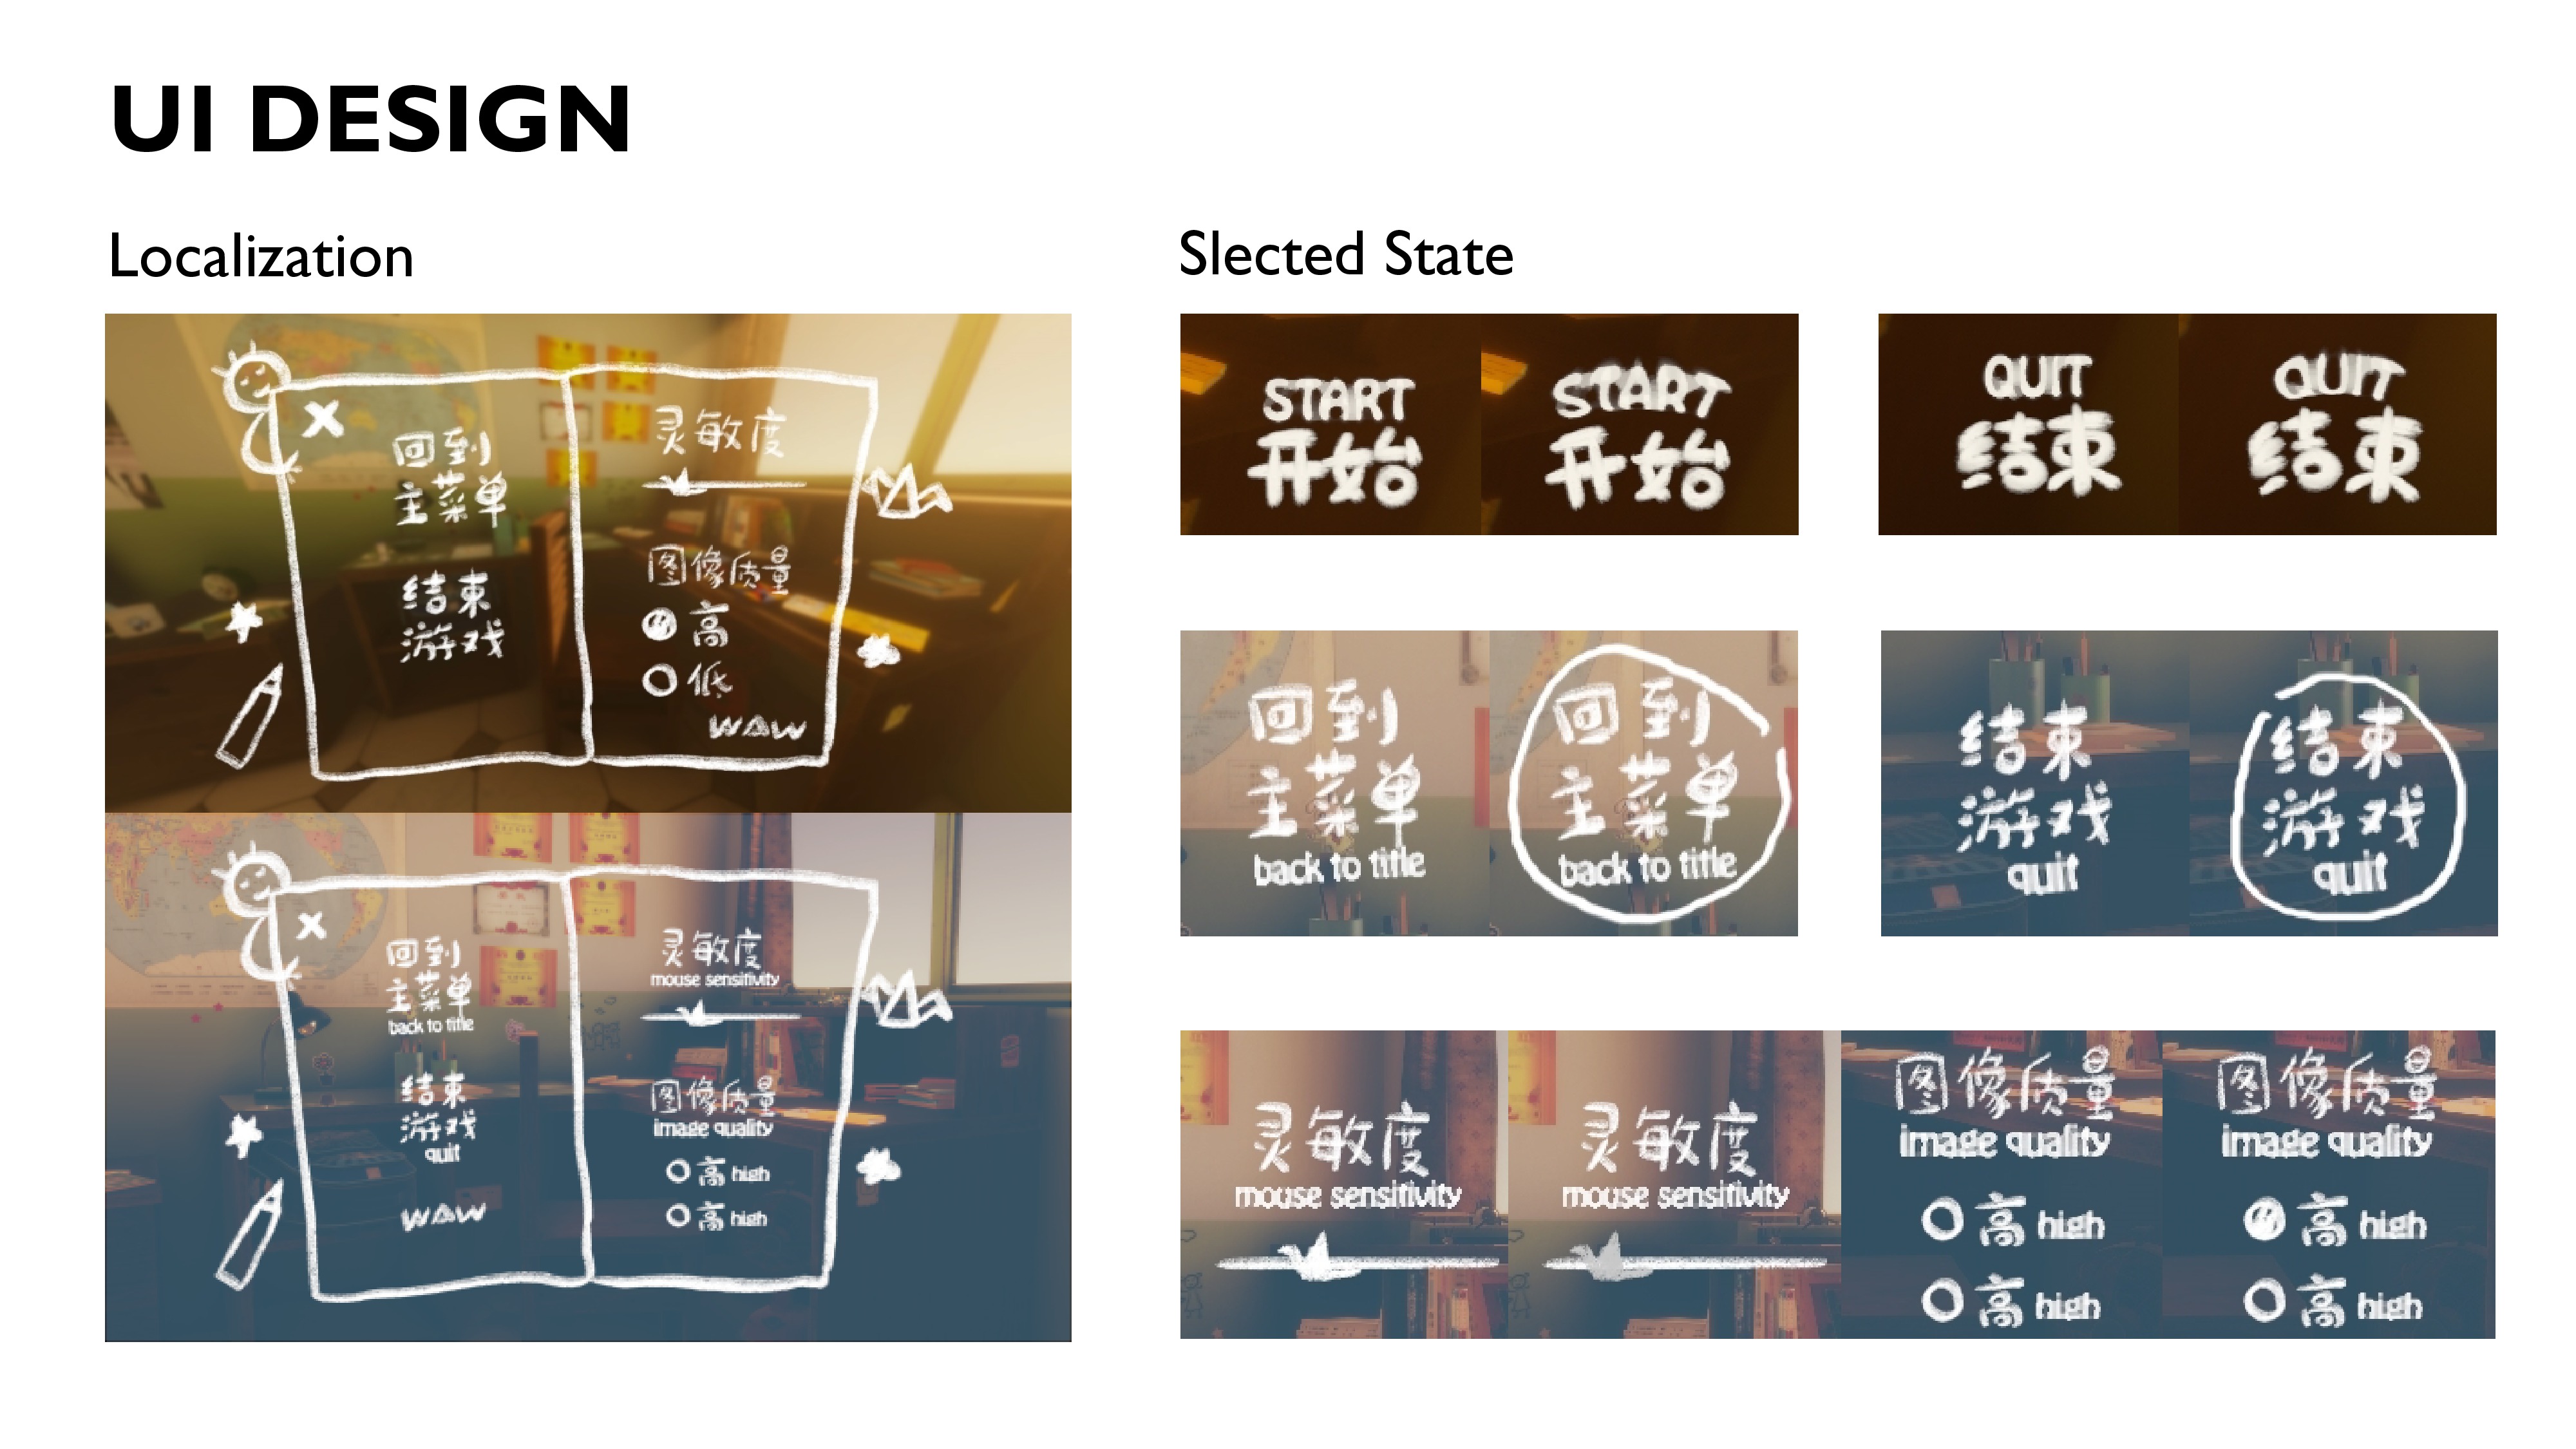 UI DESIGN
Localization
回到
主菜单
结束
游戏
灵敏度
图像质量
高
低
WAW
回到
主菜单
back to title
结束
游戏
quit
WAW
灵敏度
mouse sensitivity
图像质量
image quality
高 high
高 high
Slected State
START
开始
START
开始
QUIT
结束
QUIT
结束
回到
主菜单
back to title
回到
主菜单
back to title
结束
游戏
quit
结束
游戏
quit
灵敏度
mouse sensitivity
灵敏度
mouse sensitivity
图像质量
image quality
高 high
高 high
图像质量
image quality
高 high
高 high